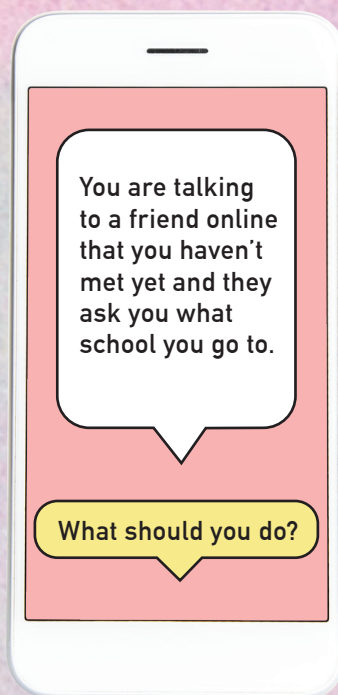 You are talking
to a friend online
that you haven’t
met yet and they
ask you what
school you go to.
What should you do?